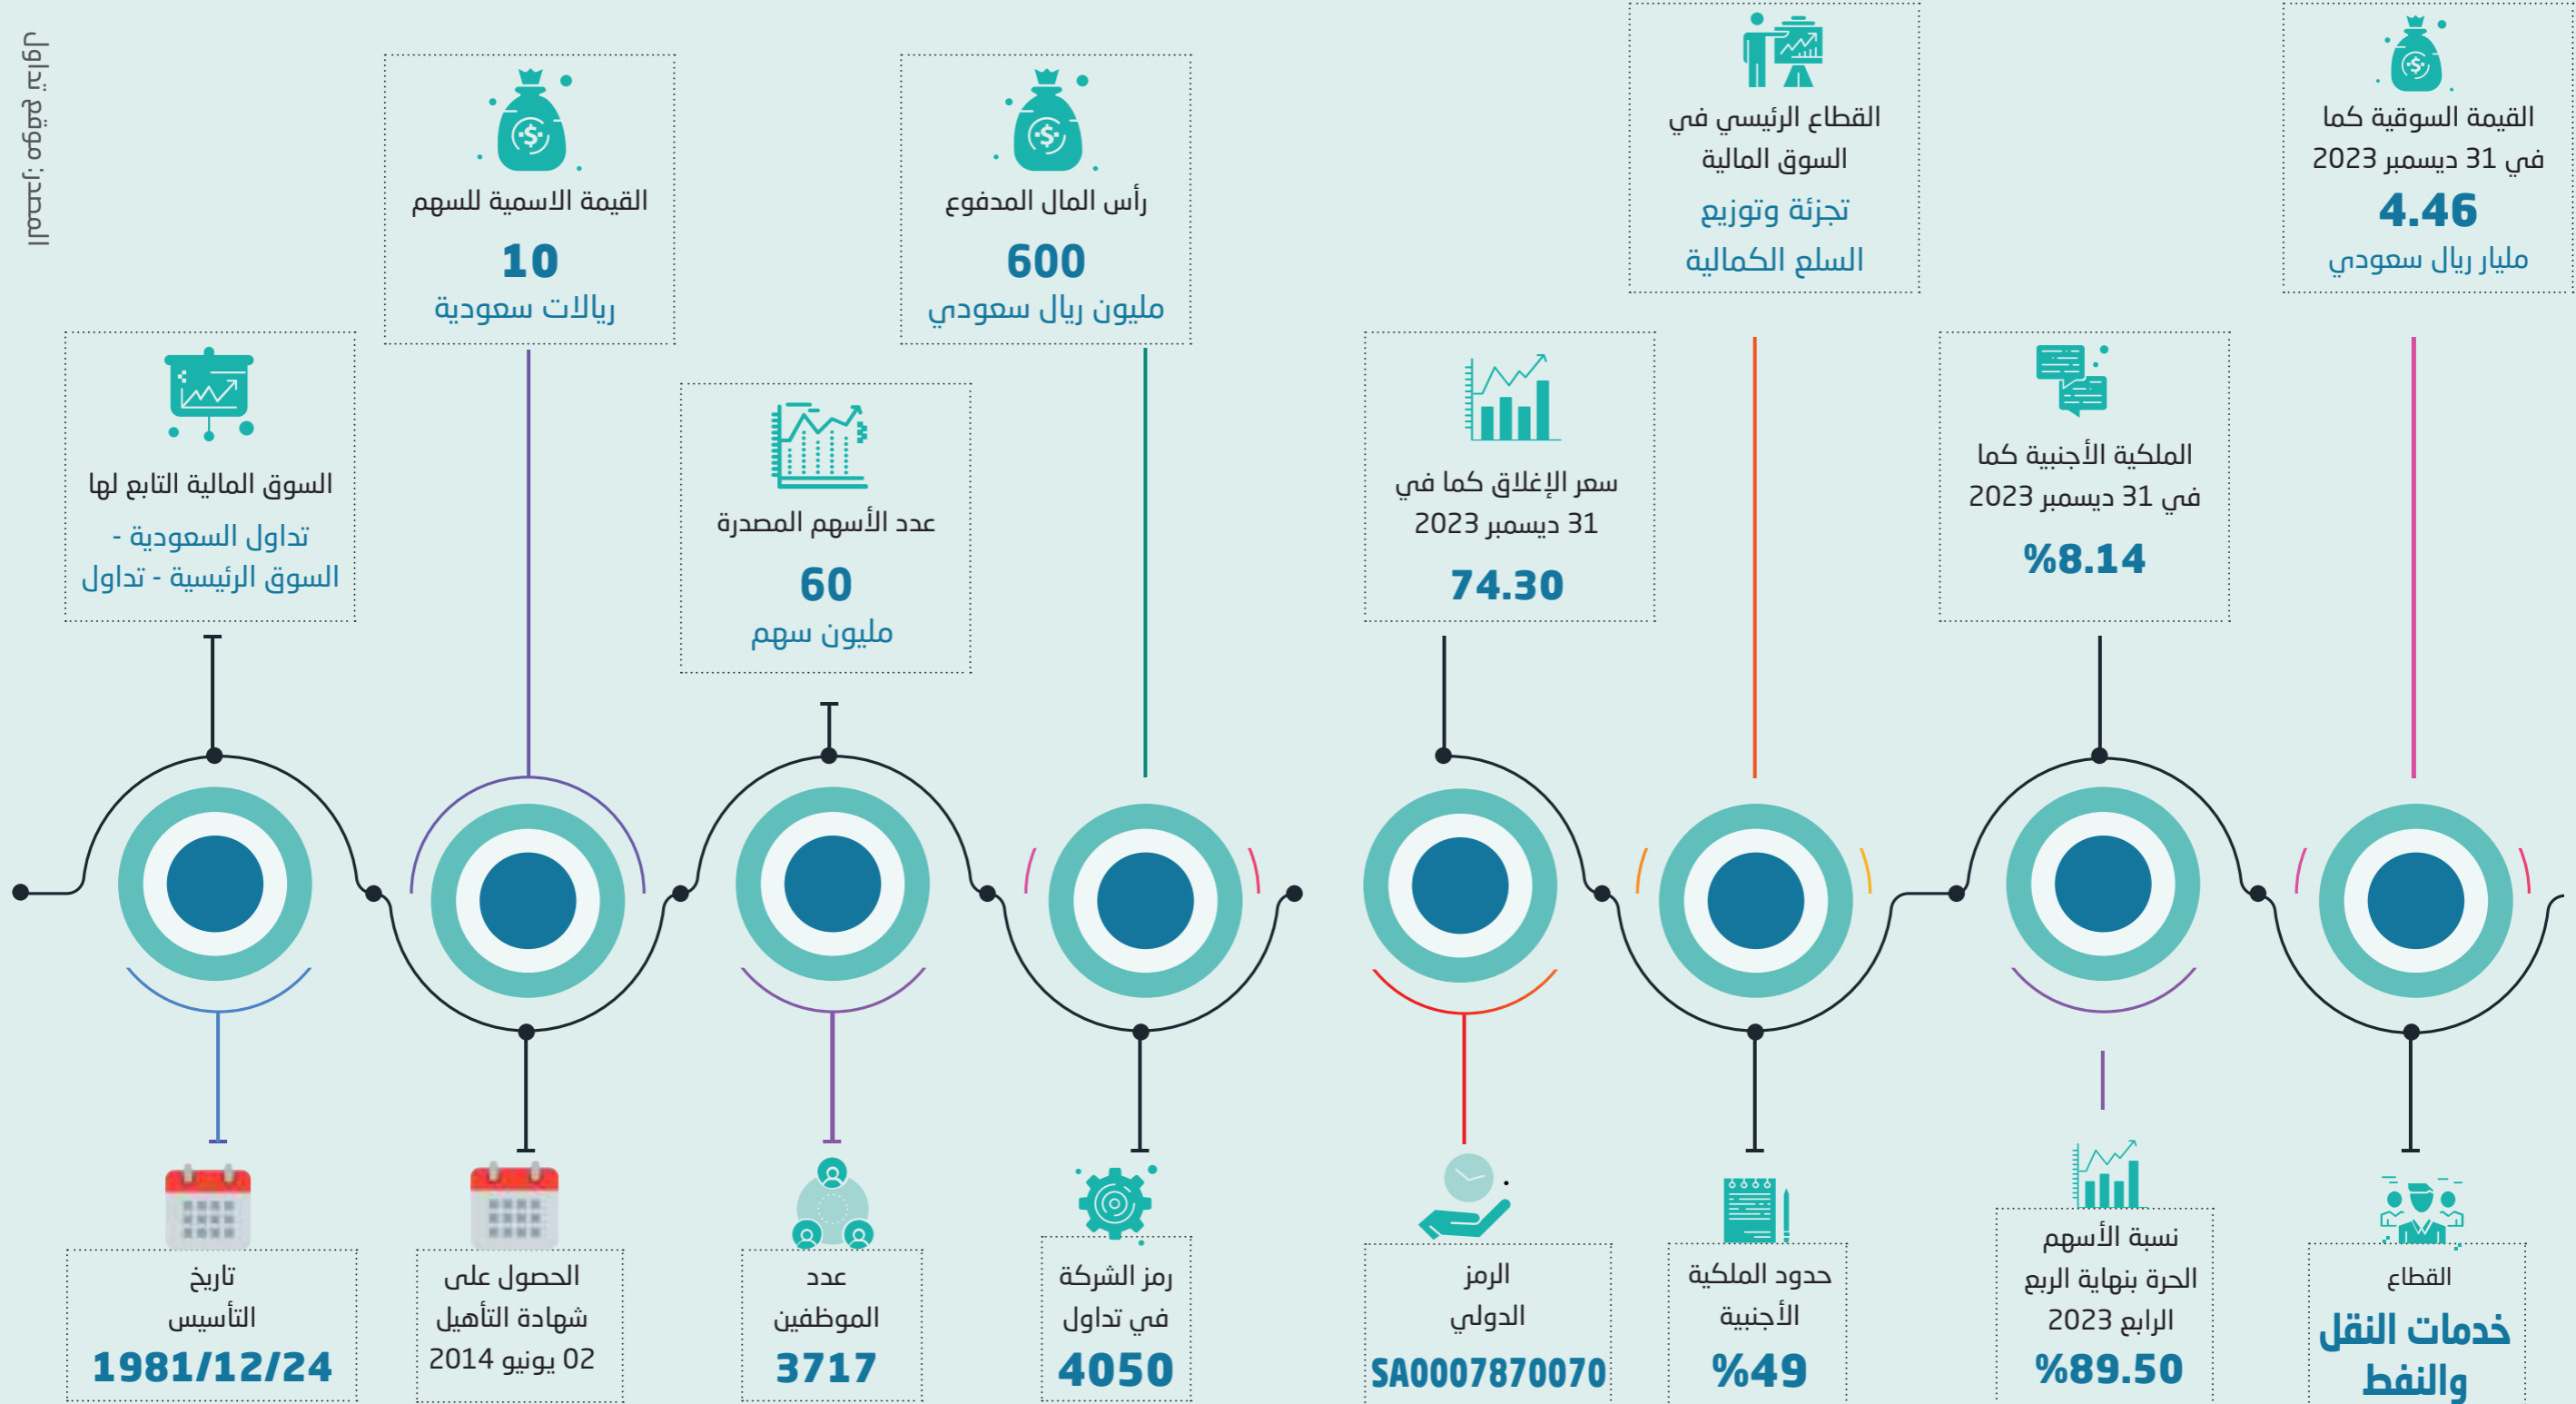 القيمة السوقية كما
في 31 ديسمبر 2023
4.46
مليار ريال سعودي
الملكية الأجنبية كما
في 31 ديسمبر 2023
%8.14
القطاع الرئيسي في
السوق المالية
تجزئة وتوزيع
السلع الكمالية
سعر الإغلاق كما في
31 ديسمبر 2023
74.30
رأس المال المدفوع
600
مليون ريال سعودي
عدد الأسهم المصدرة
60
مليون سهم
القيمة الاسمية للسهم
10
ريالات سعودية
السوق المالية التابع لها
تداول السعودية -
السوق الرئيسية - تداول
القطاع
خدمات النقل
والنفط
نسبة الأسهم
الحرة بنهاية الربع
الرابع 2023
%89.50
حدود الملكية
الأجنبية
%49
الرمز
الدولي
SA0007870070
رمز الشركة
في تداول
4050
عدد
الموظفين
3717
الحصول على
شهادة التأهيل
02 يونيو 2014
تاريخ
التأسيس
1981/12/24
المصدر: موقع تداول